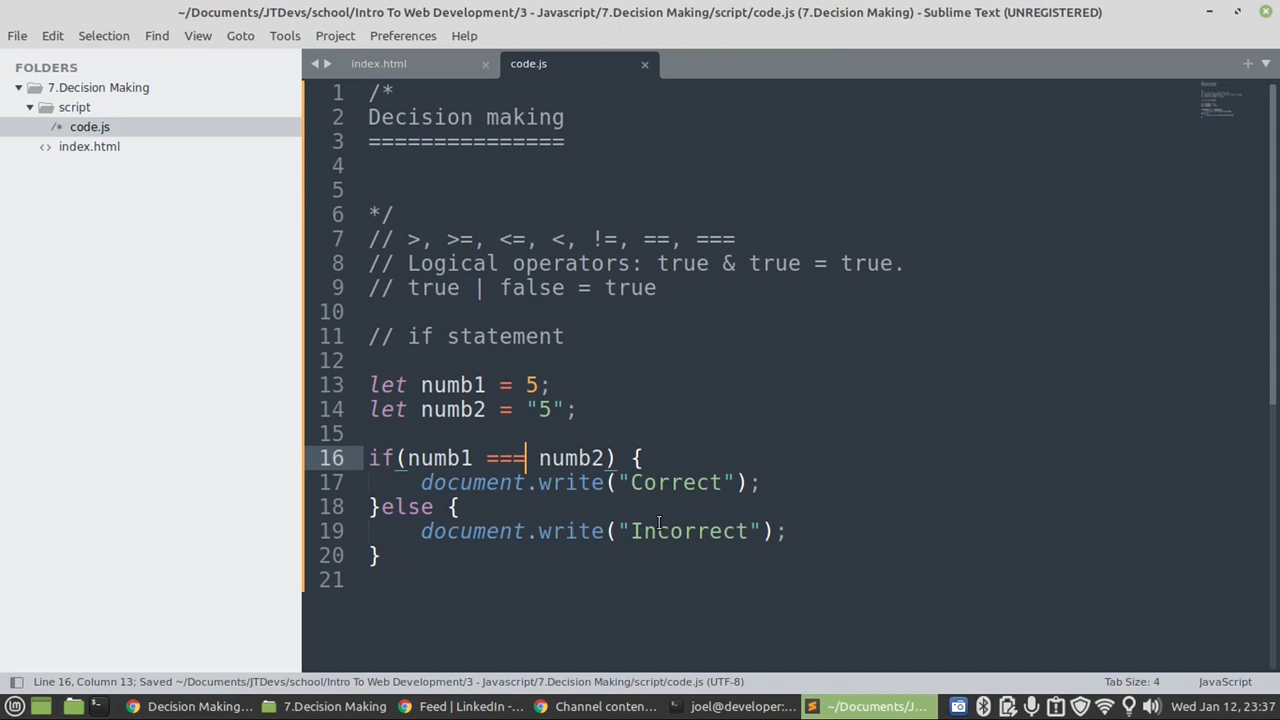 ~/Documents/JTDevs/school/Intro To Web Development/3 - Javascript/7.Decision Making/script/code.js (7.Decision Making) - Sublime Text (UNREGISTERED)
File Edit Selection Find View Goto Tools Project Preferences Help
FOLDERS
7.Decision Making
script
/* code.js
<> index.html
index.html × code.js ×
1 /*
2 Decision making
3 ===============
4
5
6 */
7 // >, >=, <=, <, !=, ==, ===
8 // Logical operators: true & true = true.
9 // true | false = true
10
11 // if statement
12
13 let numb1 = 5;
14 let numb2 = "5";
15
16 if(numb1 === numb2) {
17 document.write("Correct");
18 }else {
19 document.write("Incorrect");
20 }
21
Line 16, Column 13; Saved ~/Documents/JTDevs/school/Intro To Web Development/3 - Javascript/7.Decision Making/script/code.js (UTF-8) Tab Size: 4 JavaScript
Decision Making... 7.Decision Making Feed | LinkedIn -... Channel conten... joel@developer:... ~/Documents/J... Wed Jan 12, 23:37